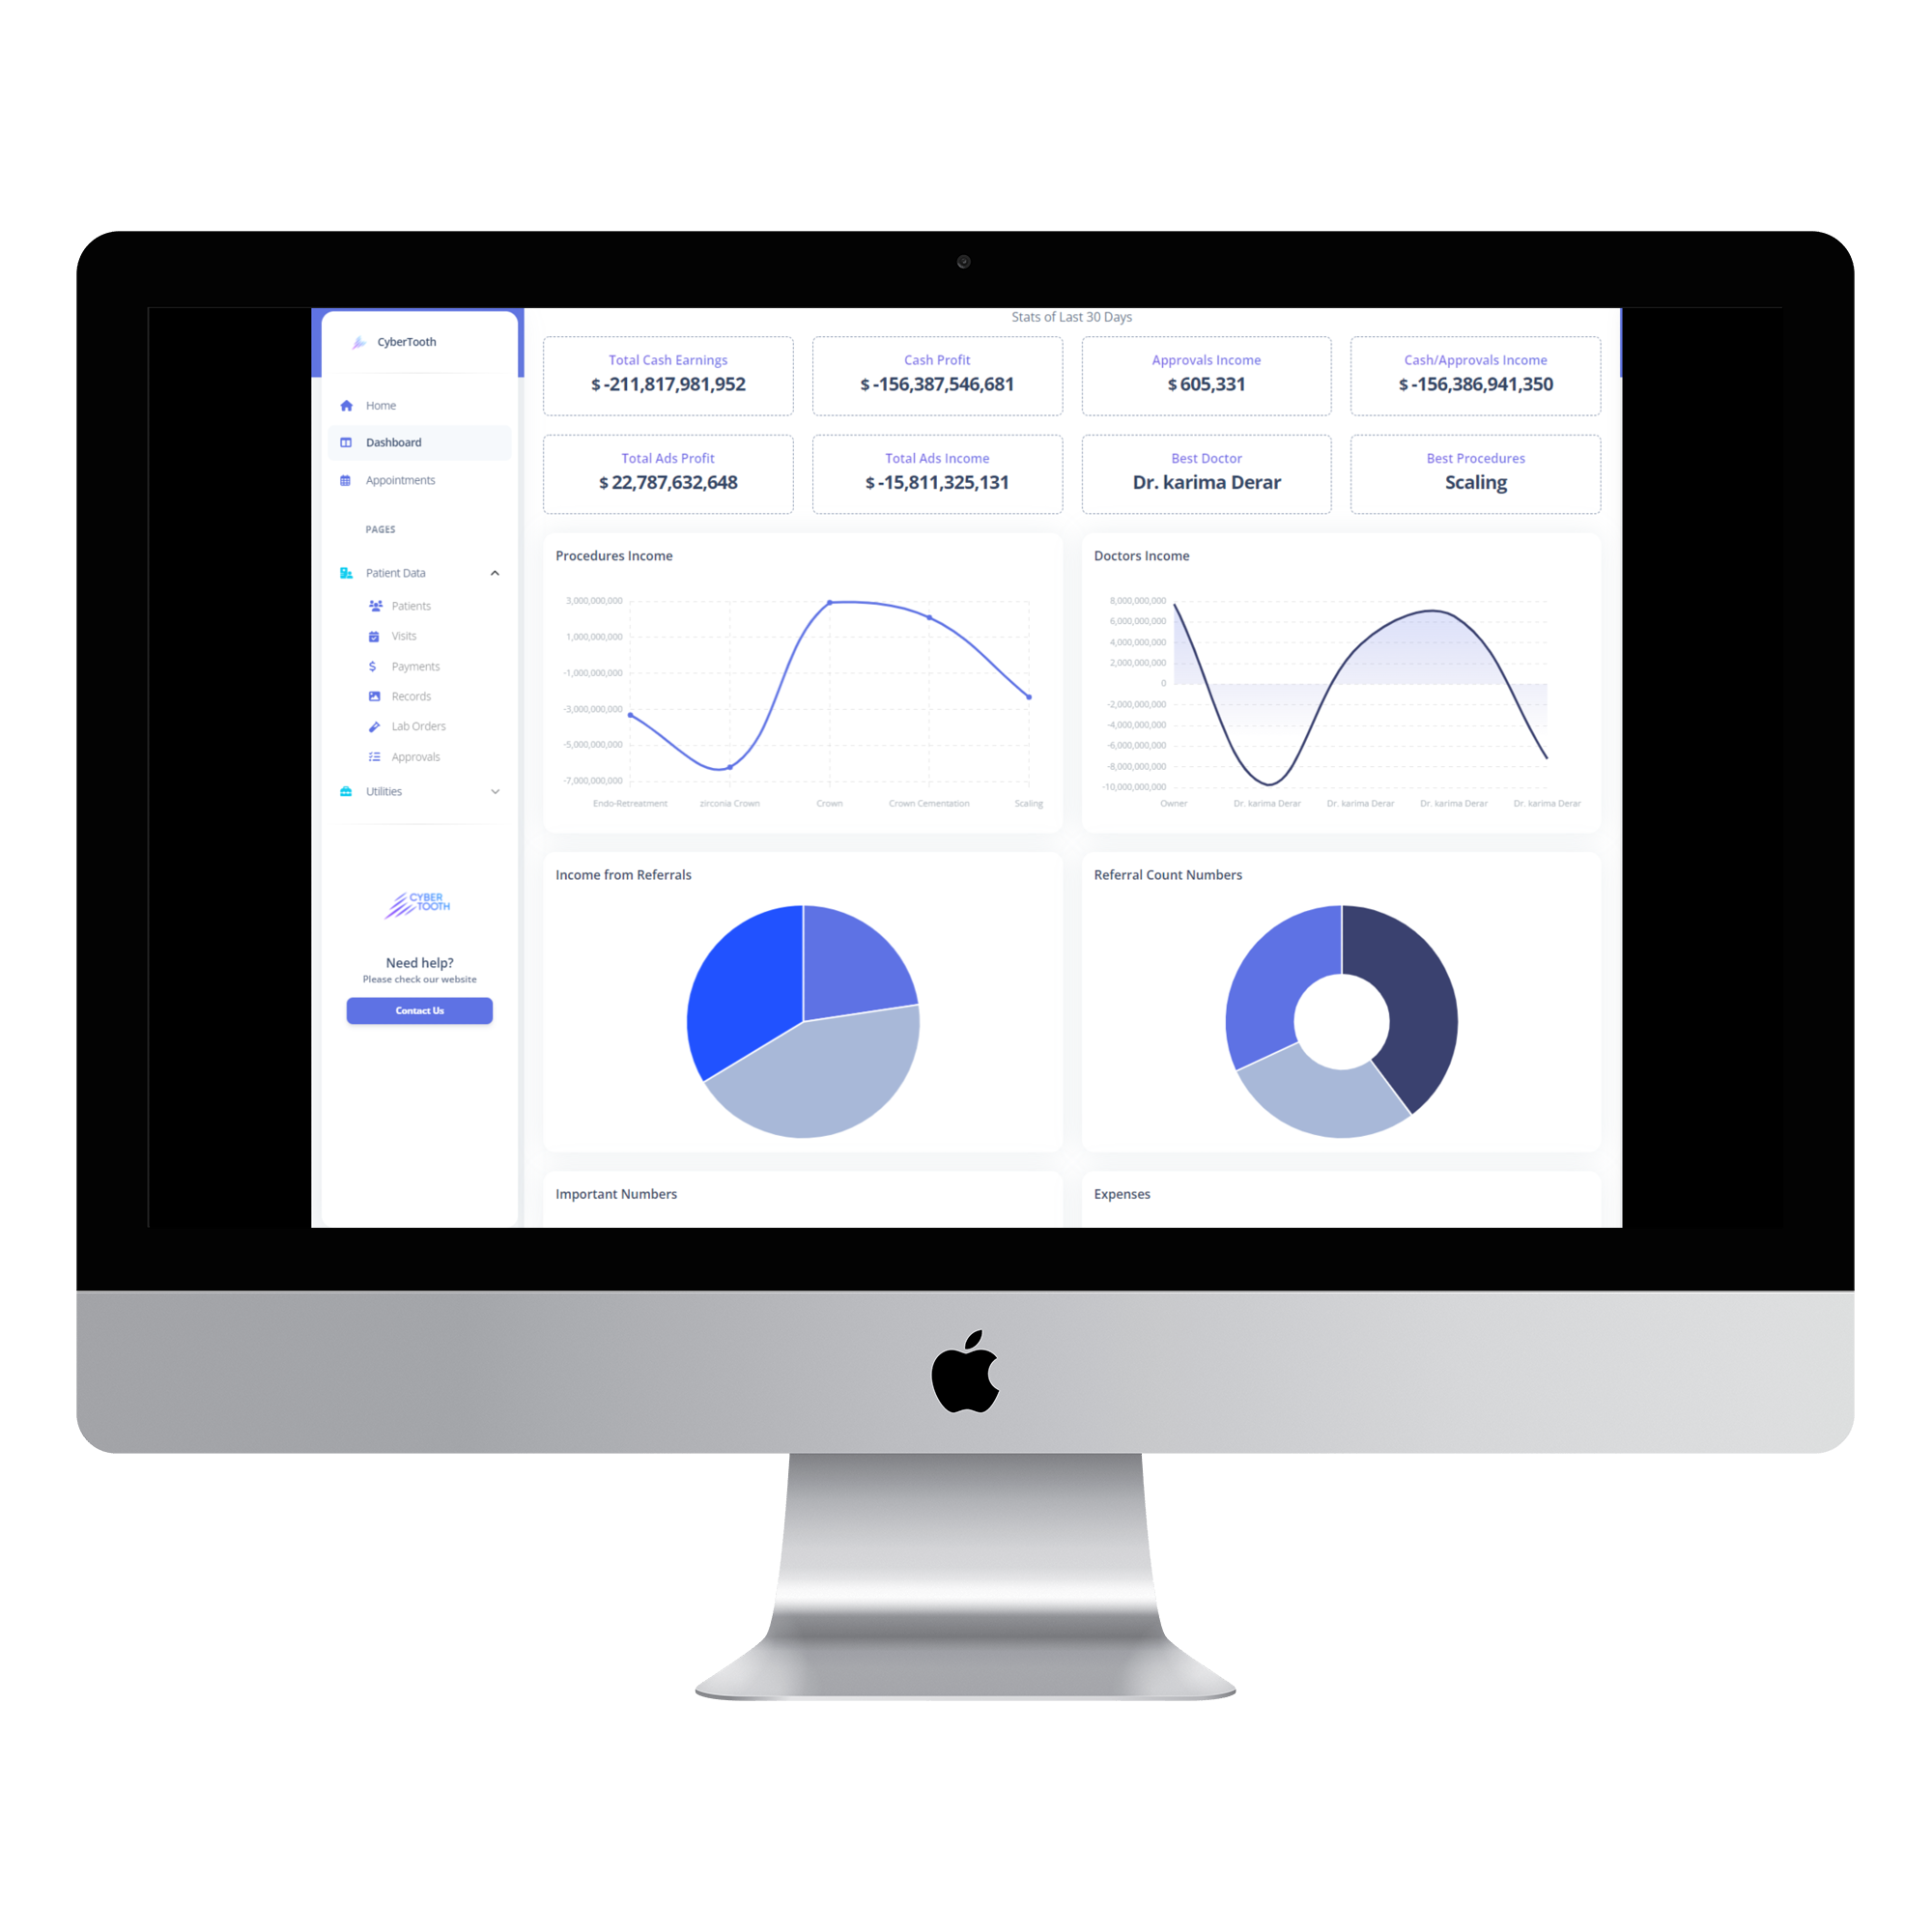 CyberTooth
Home
Dashboard
Appointments
PAGES
Patient Data
Patients
Visits
Payments
Records
Lab Orders
Approvals
Utilities
CYBER
TOOTH
Need help?
Please check our website
Contact Us
Stats of Last 30 Days
Total Cash Earnings
$ -211,817,981,952
Cash Profit
$ -156,387,546,681
Approvals Income
$ 605,331
Cash/Approvals Income
$ -156,386,941,350
Total Ads Profit
$ 22,787,632,648
Total Ads Income
$ -15,811,325,131
Best Doctor
Dr. karima Derar
Best Procedures
Scaling
Procedures Income
3,000,000,000
1,000,000,000
-1,000,000,000
-3,000,000,000
-5,000,000,000
-7,000,000,000
Endo-Retreatment zirconia Crown Crown Crown Cementation Scaling
Doctors Income
8,000,000,000
6,000,000,000
4,000,000,000
2,000,000,000
0
-2,000,000,000
-4,000,000,000
-6,000,000,000
-8,000,000,000
-10,000,000,000
Owner Dr. karima Derar Dr. karima Derar Dr. karima Derar Dr. karima Derar
Income from Referrals
Referral Count Numbers
Important Numbers
Expenses